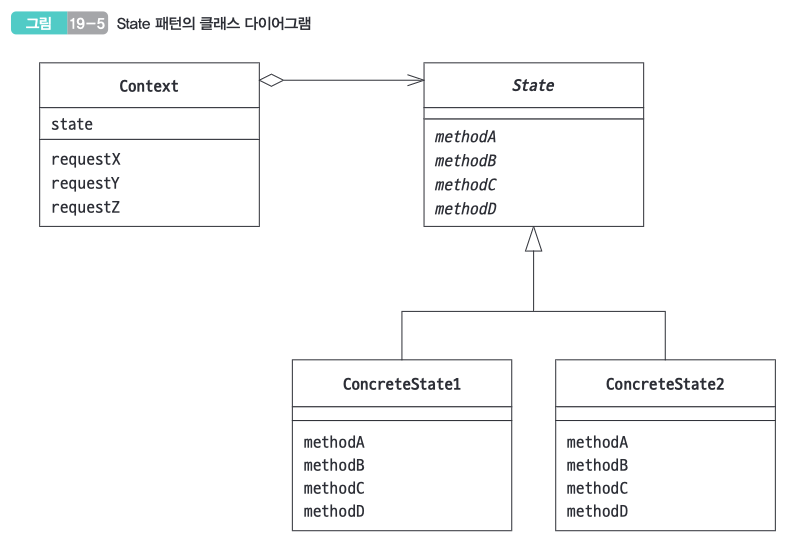 그림 19-5 State 패턴의 클래스 다이어그램
Context
state
requestX
requestY
requestZ
State
methodA
methodB
methodC
methodD
ConcreteState1
methodA
methodB
methodC
methodD
ConcreteState2
methodA
methodB
methodC
methodD